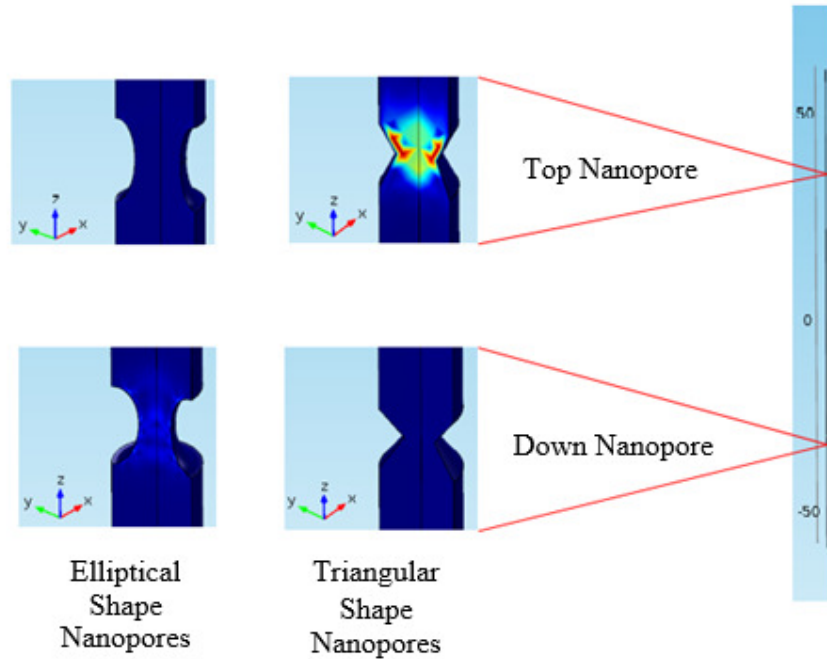 50
z
y
x
z
y
x
Top Nanopore
0
z
y
x
z
y
x
Down Nanopore
-50
Elliptical
Shape
Nanopores
Triangular
Shape
Nanopores